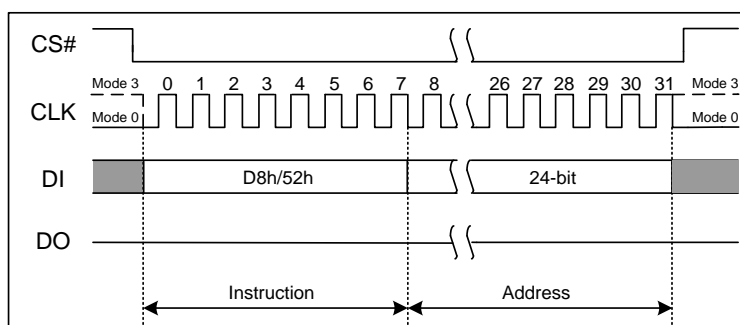 CS#
Mode 3 0 1 2 3 4 5 6 7 8 26 27 28 29 30 31 Mode 3
CLK
Mode 0 Mode 0
DI D8h/52h 24-bit
DO
Instruction Address